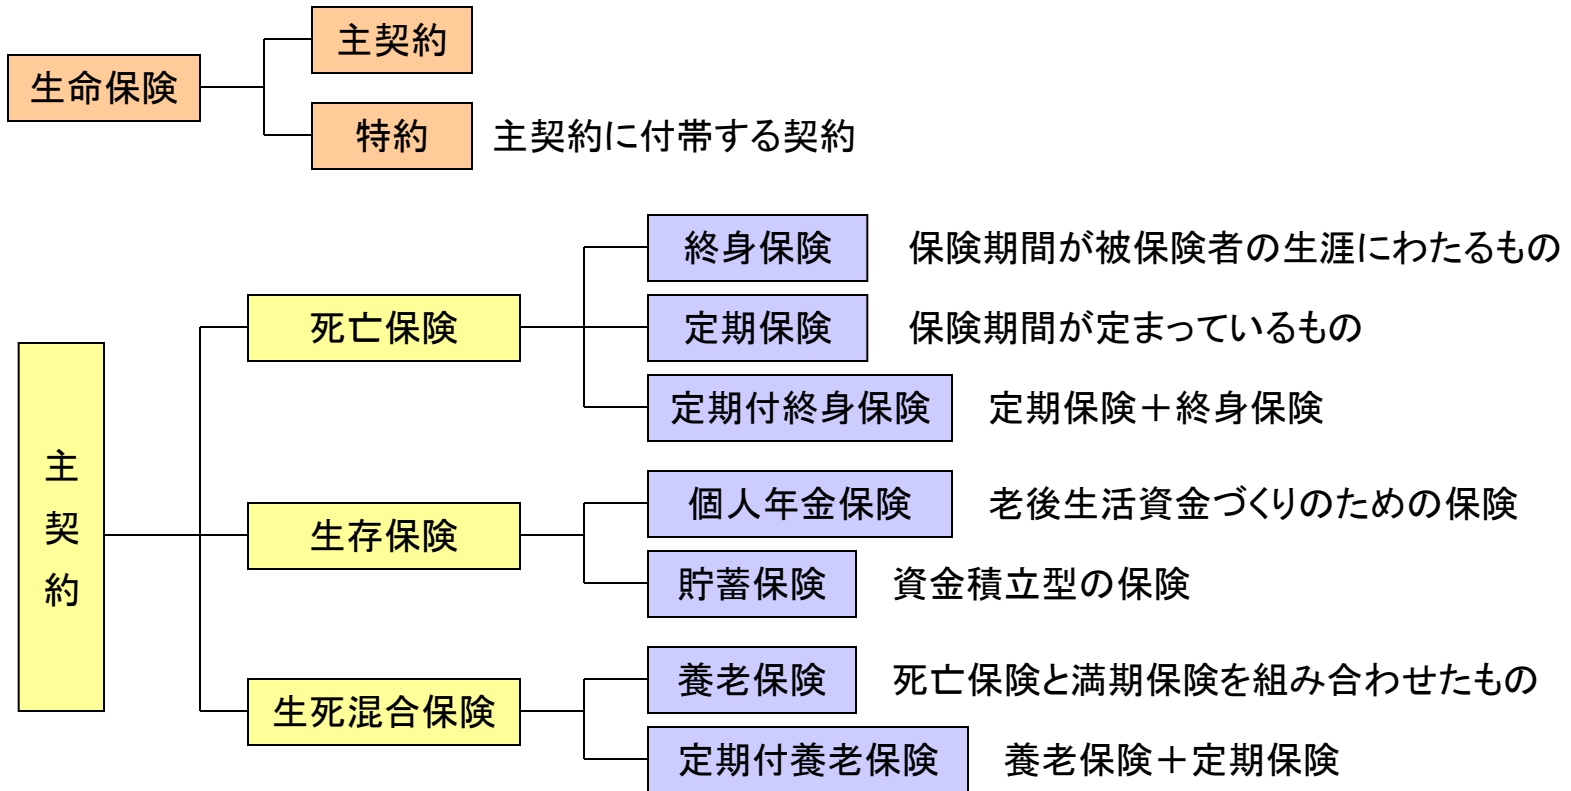 生命保険
主契約
特約 主契約に付帯する契約
主契約
死亡保険
終身保険 保険期間が被保険者の生涯にわたるもの
定期保険 保険期間が定まっているもの
定期付終身保険 定期保険＋終身保険
生存保険
個人年金保険 老後生活資金づくりのための保険
貯蓄保険 資金積立型の保険
生死混合保険
養老保険 死亡保険と満期保険を組み合わせたもの
定期付養老保険 養老保険＋定期保険